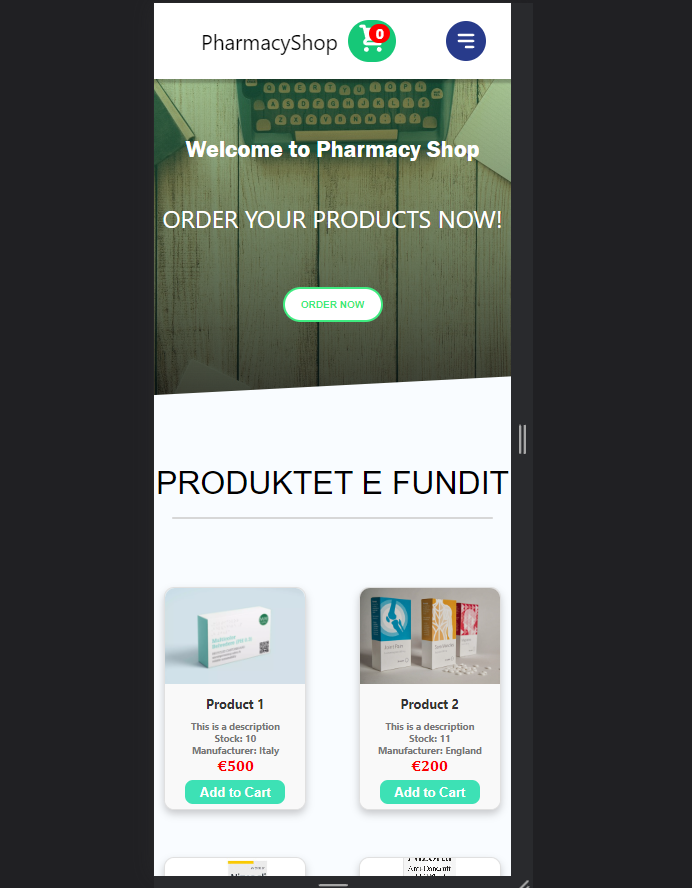 PharmacyShop
0
Welcome to Pharmacy Shop
ORDER YOUR PRODUCTS NOW!
ORDER NOW
PRODUKTET E FUNDIT
Product 1
This is a description
Stock: 10
Manufacturer: Italy
€500
Add to Cart
Product 2
This is a description
Stock: 11
Manufacturer: England
€200
Add to Cart